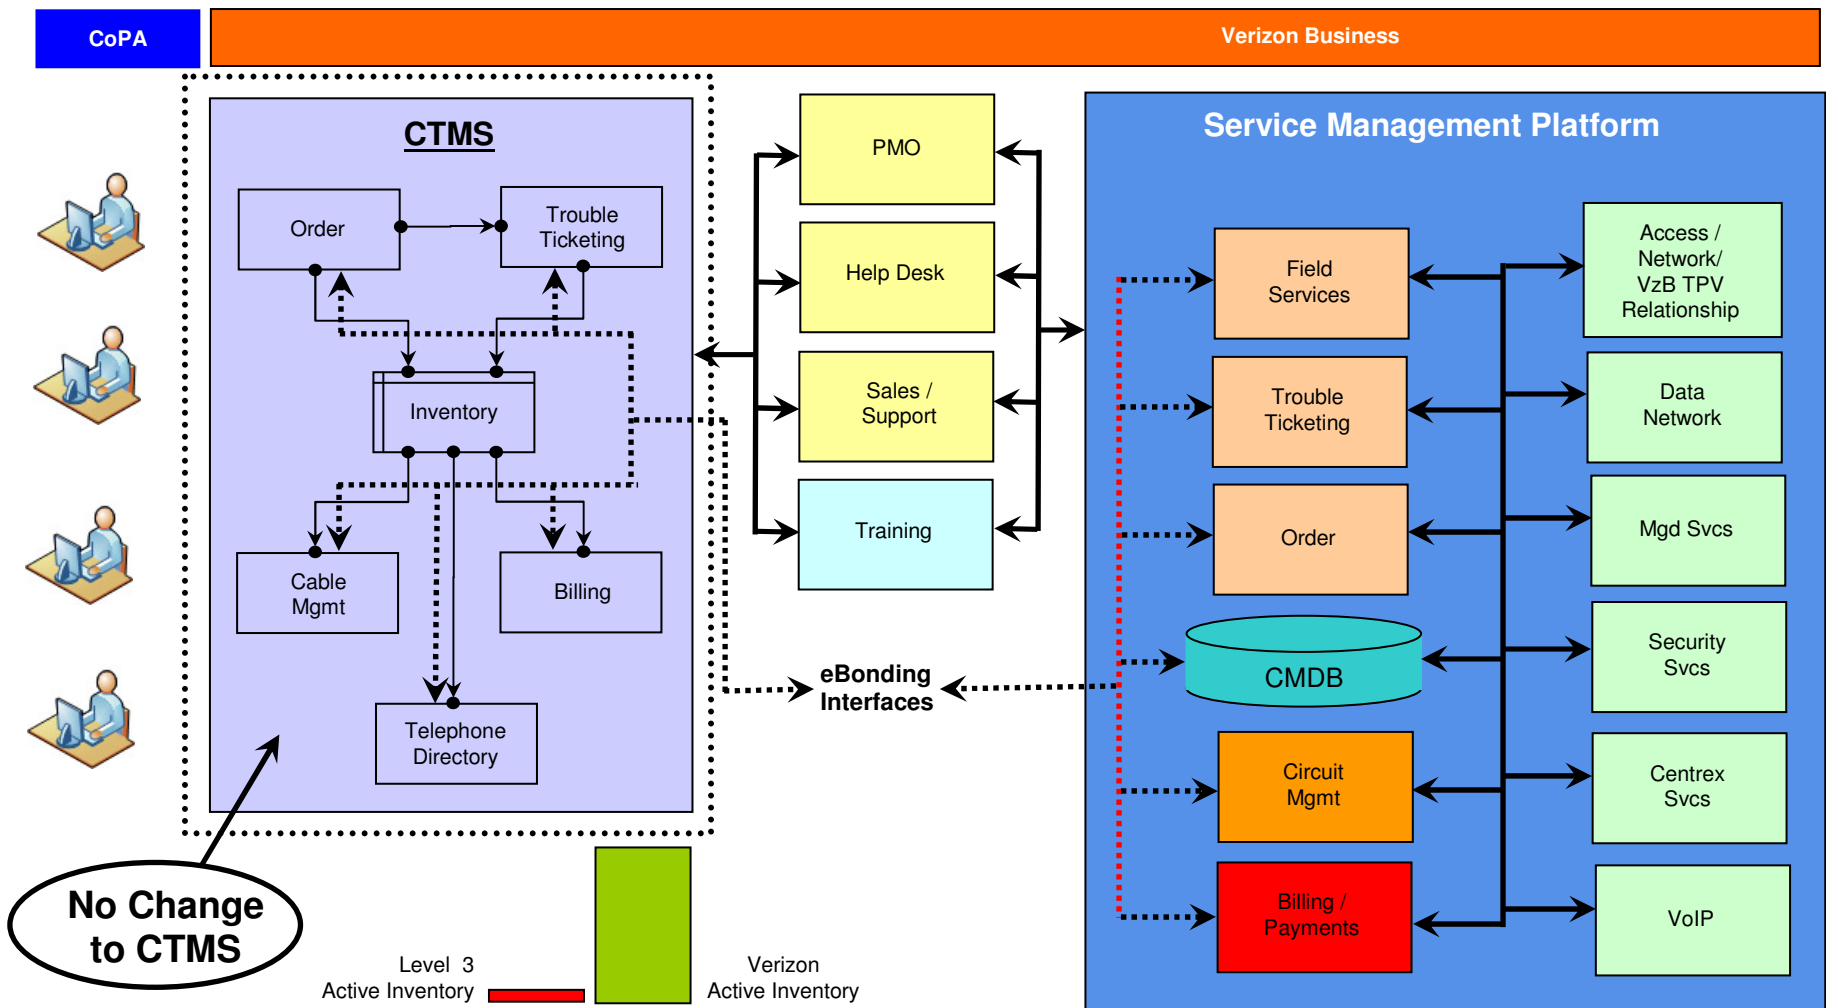 CoPA
Verizon Business
CTMS
Order
Trouble
Ticketing
Inventory
Cable
Mgmt
Billing
Telephone
Directory
PMO
Help Desk
Sales /
Support
Training
eBonding
Interfaces
Service Management Platform
Field
Services
Trouble
Ticketing
Order
CMDB
Circuit
Mgmt
Billing /
Payments
Access /
Network/
VzB TPV
Relationship
Data
Network
Mgd Svcs
Security
Svcs
Centrex
Svcs
VoIP
No Change
to CTMS
Level 3
Active Inventory
Verizon
Active Inventory